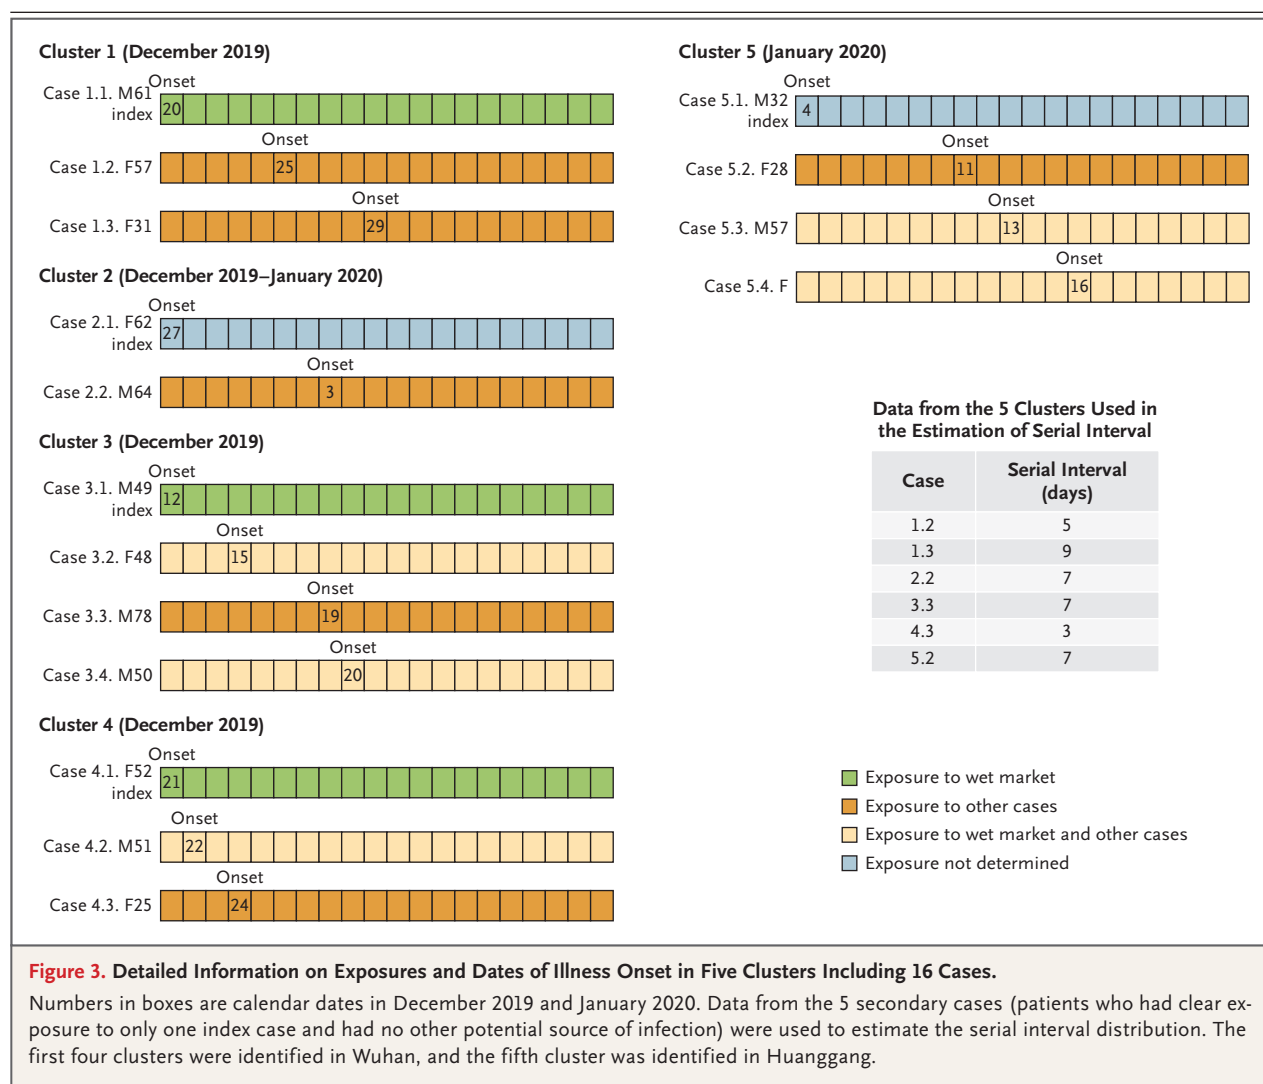 Cluster 1 (December 2019)
Onset
Case 1.1. M61
index
20
Onset
Case 1.2. F57
25
Onset
Case 1.3. F31
29
Cluster 2 (December 2019–January 2020)
Onset
Case 2.1. F62
index
27
Onset
Case 2.2. M64
3
Cluster 3 (December 2019)
Onset
Case 3.1. M49
index
12
Onset
Case 3.2. F48
15
Onset
Case 3.3. M78
19
Onset
Case 3.4. M50
20
Cluster 4 (December 2019)
Onset
Case 4.1. F52
index
21
Onset
Case 4.2. M51
22
Onset
Case 4.3. F25
24
Cluster 5 (January 2020)
Onset
Case 5.1. M32
index
4
Onset
Case 5.2. F28
11
Onset
Case 5.3. M57
13
Onset
Case 5.4. F
16
Data from the 5 Clusters Used in
the Estimation of Serial Interval
Case Serial Interval
(days)
1.2 5
1.3 9
2.2 7
3.3 7
4.3 3
5.2 7
Exposure to wet market
Exposure to other cases
Exposure to wet market and other cases
Exposure not determined
Figure 3. Detailed Information on Exposures and Dates of Illness Onset in Five Clusters Including 16 Cases.
Numbers in boxes are calendar dates in December 2019 and January 2020. Data from the 5 secondary cases (patients who had clear ex-
posure to only one index case and had no other potential source of infection) were used to estimate the serial interval distribution. The
first four clusters were identified in Wuhan, and the fifth cluster was identified in Huanggang.